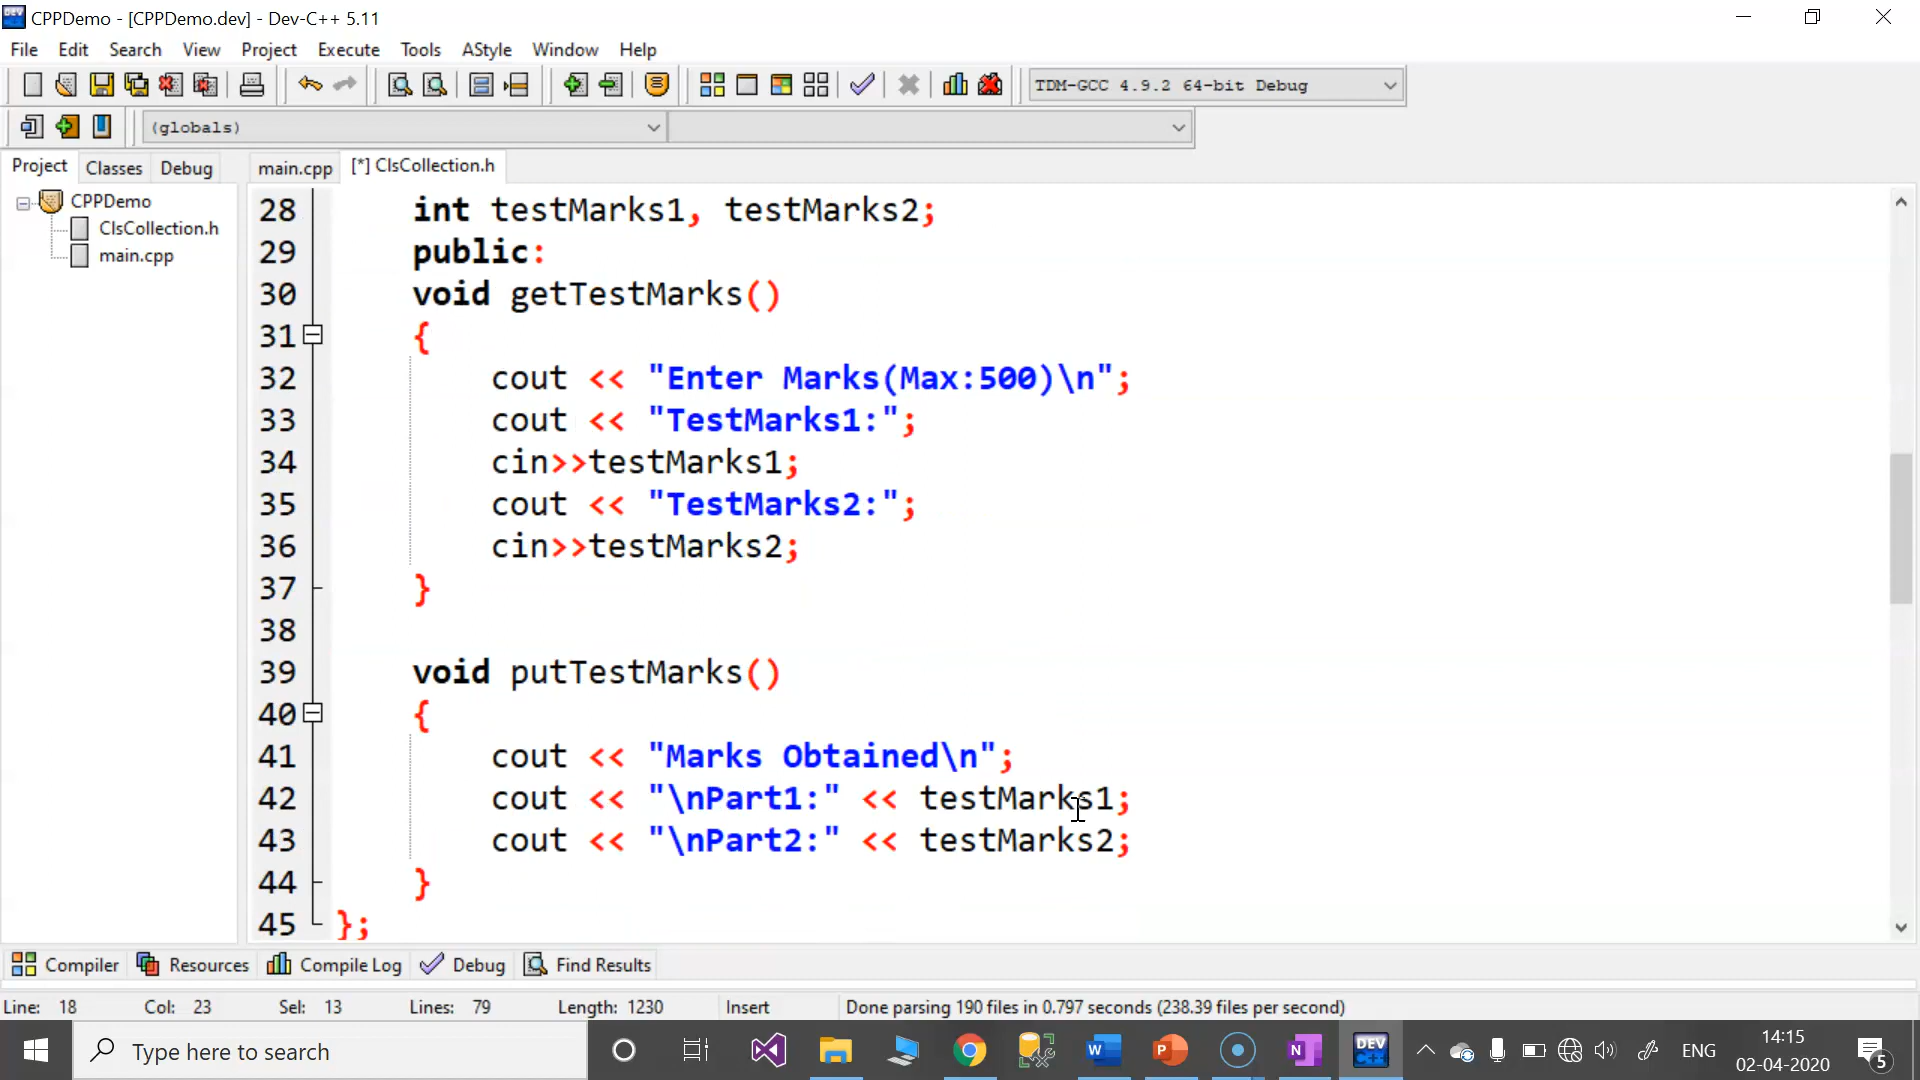 CPPDemo - [CPPDemo.dev] - Dev-C++ 5.11
File Edit Search View Project Execute Tools AStyle Window Help
TDM-GCC 4.9.2 64-bit Debug
(globals)
Project Classes Debug
main.cpp [*] ClsCollection.h
CPPDemo
ClsCollection.h
main.cpp
28 int testMarks1, testMarks2;
29 public:
30 void getTestMarks()
31 {
32 cout << "Enter Marks(Max:500)\n";
33 cout << "TestMarks1:";
34 cin>>testMarks1;
35 cout << "TestMarks2:";
36 cin>>testMarks2;
37 }
38
39 void putTestMarks()
40 {
41 cout << "Marks Obtained\n";
42 cout << "\nPart1:" << testMarks1;
43 cout << "\nPart2:" << testMarks2;
44 }
45 };
Compiler Resources Compile Log Debug Find Results
Line: 18 Col: 23 Sel: 13 Lines: 79 Length: 1230 Insert Done parsing 190 files in 0.797 seconds (238.39 files per second)
Type here to search
DEV C++
ENG
14:15
02-04-2020
5